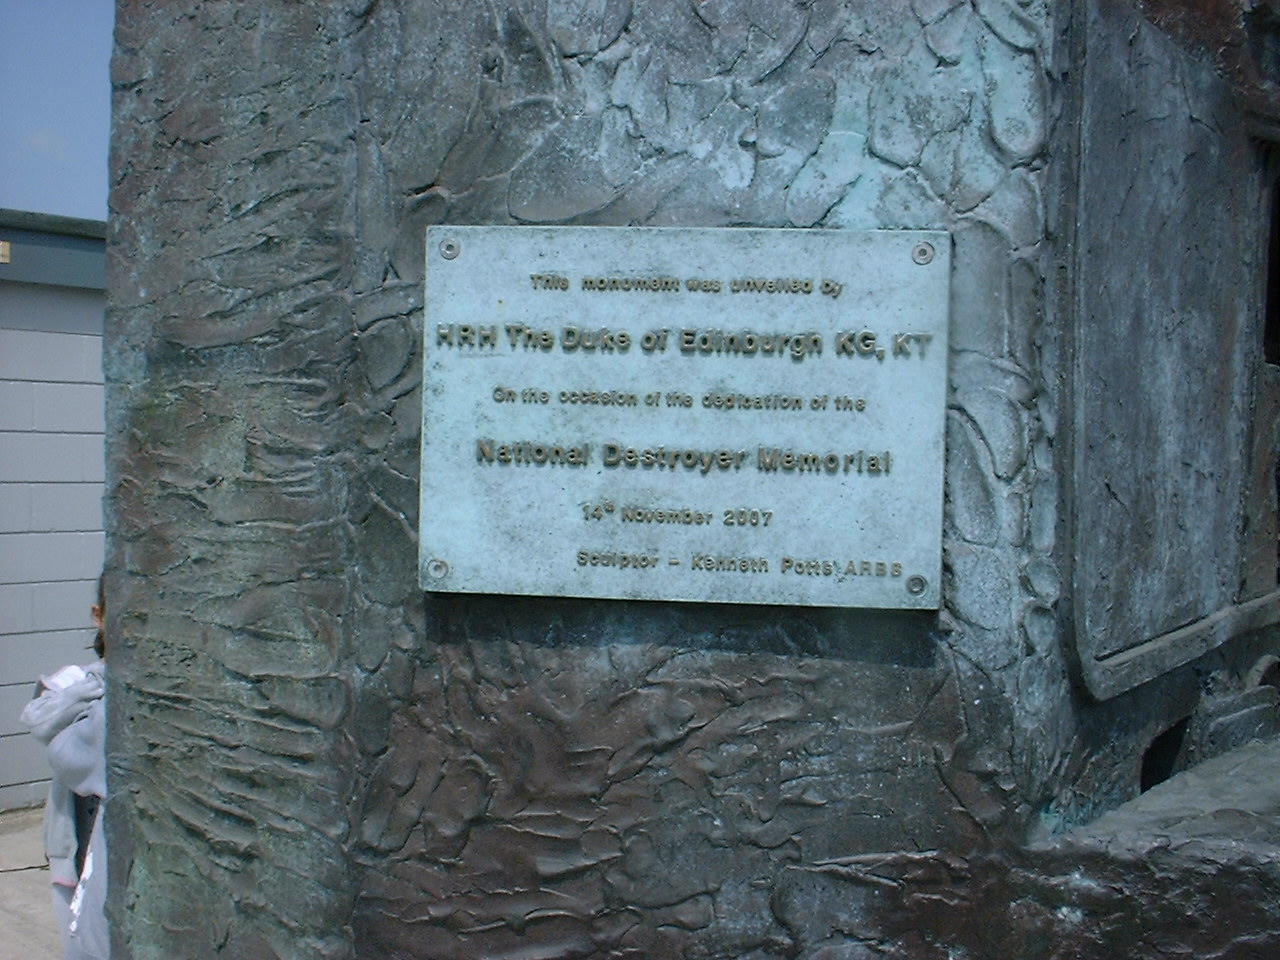 This monument was unveiled by
HRH The Duke of Edinburgh KG, KT
On the occasion of the dedication of the
National Destroyer Memorial
14th November 2007
Sculptor – Kenneth Potts ARBS